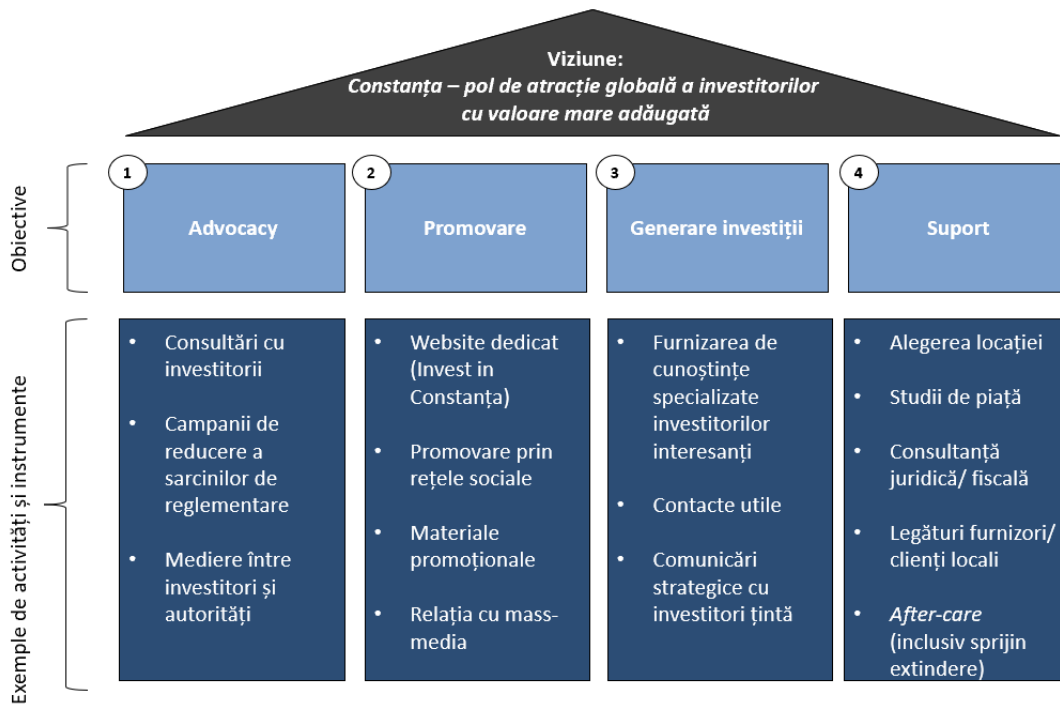 Viziune:
Constanța – pol de atracție globală a investitorilor
cu valoare mare adăugată
Obiective
1
Advocacy
2
Promovare
3
Generare investiții
4
Suport
Exemple de activități și instrumente
• Consultări cu
investitorii
• Campanii de
reducere a
sarcinilor de
reglementare
• Mediere între
investitori și
autorități
• Website dedicat
(Invest in
Constanța)
• Promovare prin
rețele sociale
• Materiale
promoționale
• Relația cu mass-
media
• Furnizarea de
cunoștințe
specializate
investitorilor
interesanți
• Contacte utile
• Comunicări
strategice cu
investitori țintă
• Alegerea locației
• Studii de piață
• Consultanță
juridică/ fiscală
• Legături furnizori/
clienți locali
• After-care
(inclusiv sprijin
extindere)